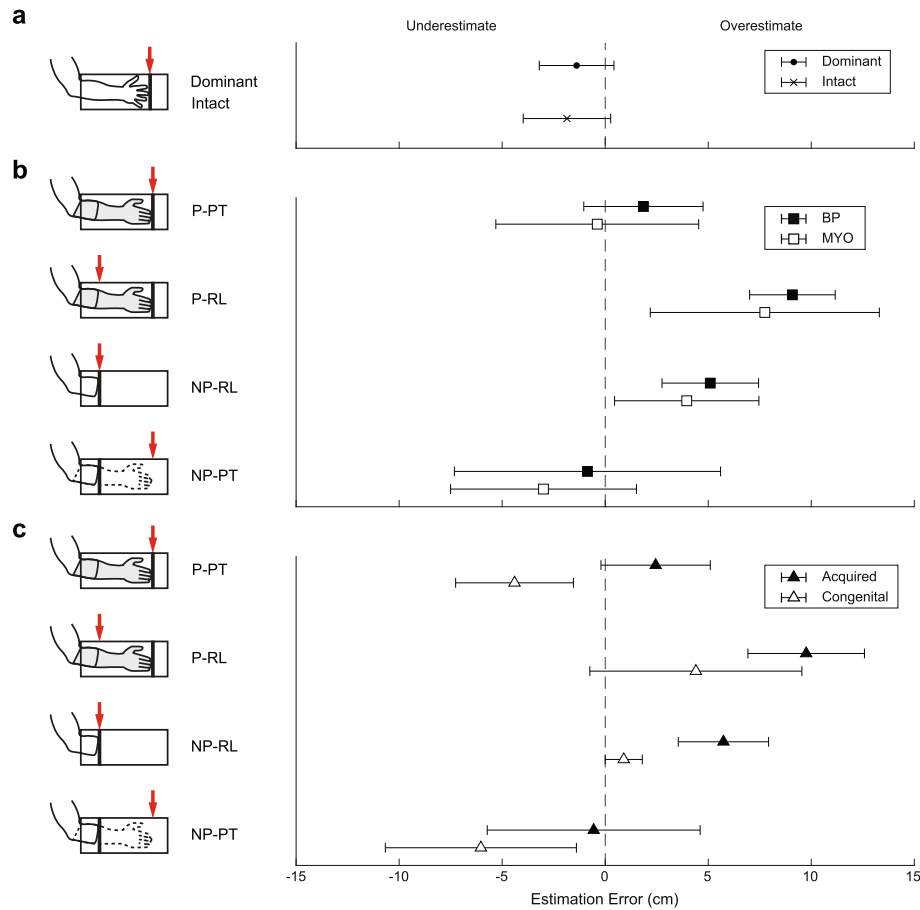 a
Underestimate
Overestimate
Dominant
Intact
Dominant
Intact
b
P-PT
P-RL
NP-RL
NP-PT
BP
MYO
c
P-PT
P-RL
NP-RL
NP-PT
Acquired
Congenital
-15
-10
-5
0
5
10
15
Estimation Error (cm)